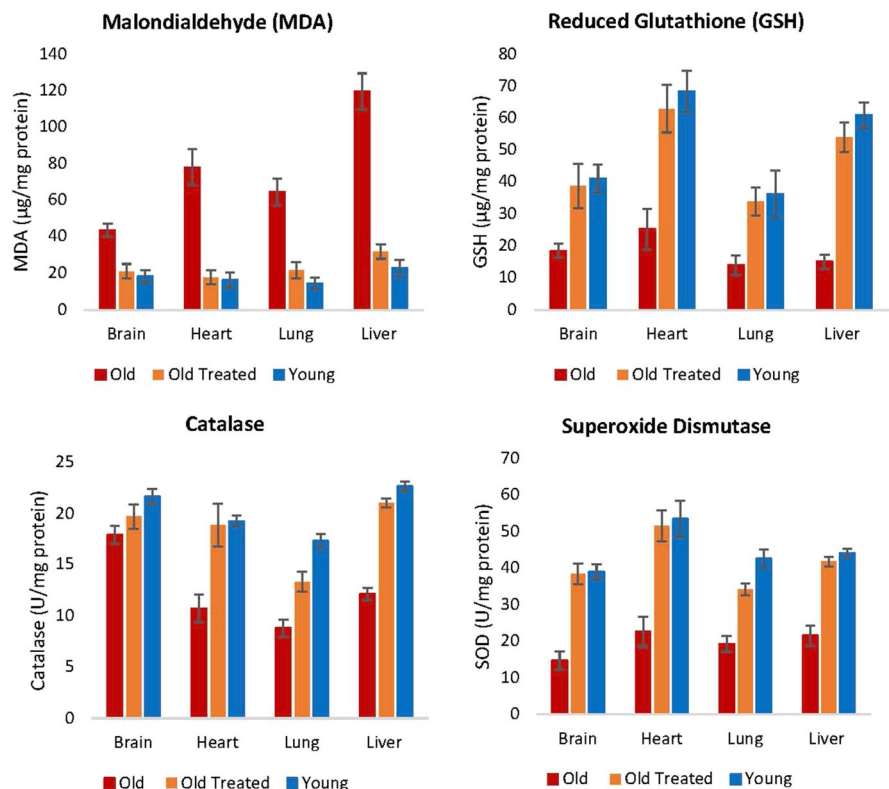 Malondialdehyde (MDA)
MDA (µg/mg protein)
140
120
100
80
60
40
20
0
Brain Heart Lung Liver
Old Old Treated Young
Reduced Glutathione (GSH)
GSH (µg/mg protein)
80
70
60
50
40
30
20
10
0
Brain Heart Lung Liver
Old Old Treated Young
Catalase
Catalase (U/mg protein)
25
20
15
10
5
0
Brain Heart Lung Liver
Old Old Treated Young
Superoxide Dismutase
SOD (U/mg protein)
70
60
50
40
30
20
10
0
Brain Heart Lung Liver
Old Old Treated Young